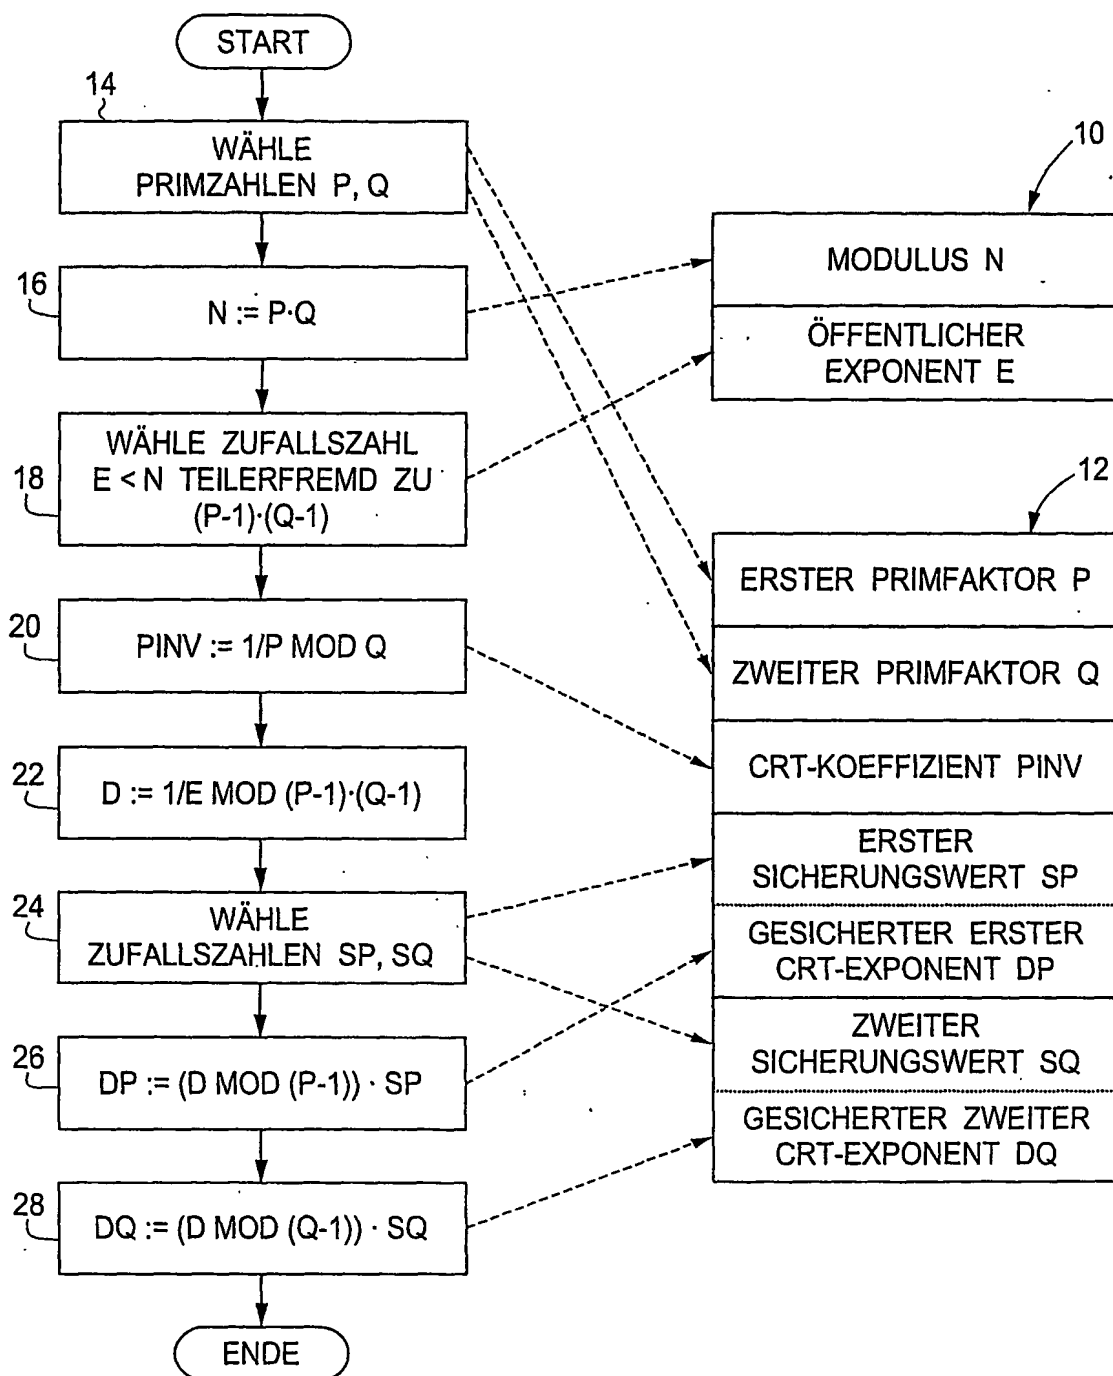 START
14
WÄHLE
PRIMZAHLEN P, Q
16
N := P·Q
18
WÄHLE ZUFALLSZAHL
E < N TEILERFREMD ZU
(P-1)·(Q-1)
20
PINV := 1/P MOD Q
22
D := 1/E MOD (P-1)·(Q-1)
24
WÄHLE
ZUFALLSZAHLEN SP, SQ
26
DP := (D MOD (P-1)) · SP
28
DQ := (D MOD (Q-1)) · SQ
ENDE
10
MODULUS N
ÖFFENTLICHER
EXPONENT E
12
ERSTER PRIMFAKTOR P
ZWEITER PRIMFAKTOR Q
CRT-KOEFFIZIENT PINV
ERSTER
SICHERUNGSWERT SP
GESICHERTER ERSTER
CRT-EXPONENT DP
ZWEITER
SICHERUNGSWERT SQ
GESICHERTER ZWEITER
CRT-EXPONENT DQ